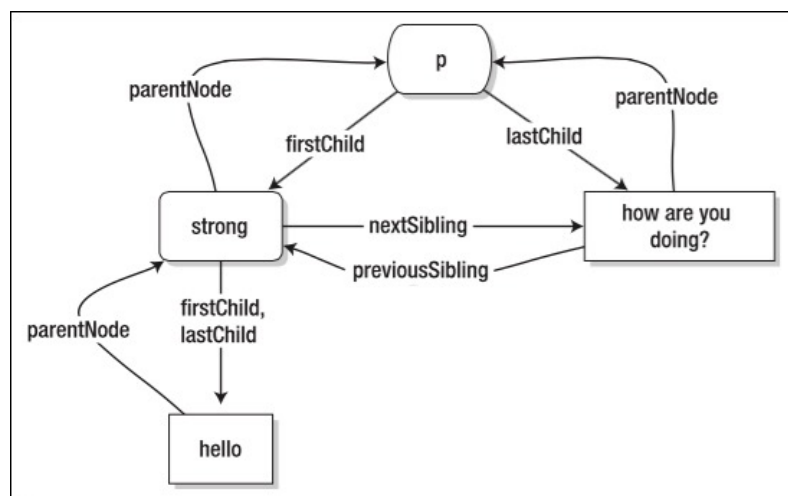 p
parentNode
parentNode
firstChild
lastChild
strong
nextSibling
how are you
doing?
previousSibling
firstChild,
lastChild
parentNode
hello